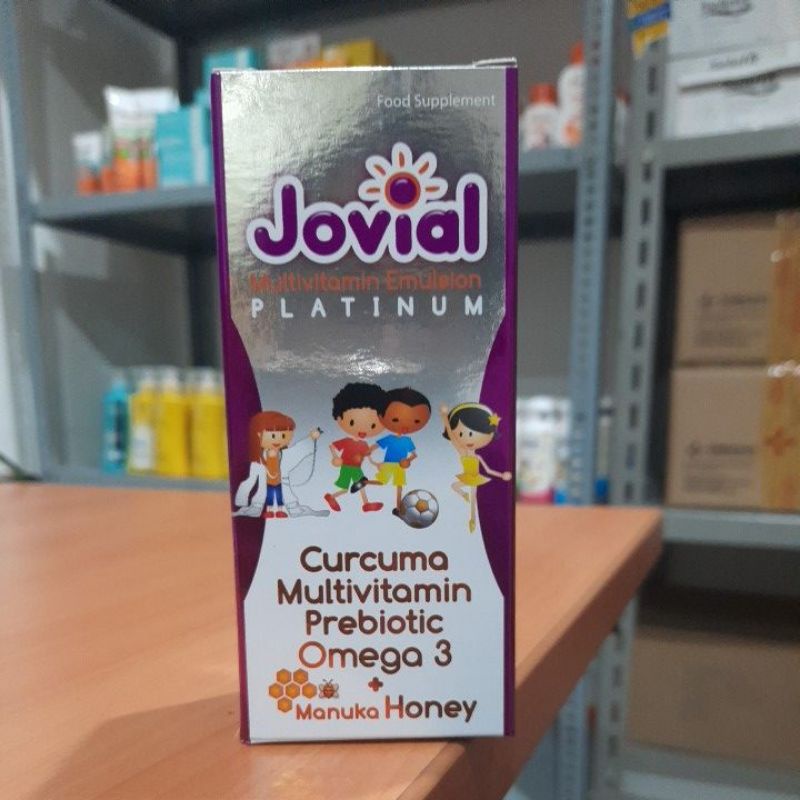 Food Supplement
Jovial
Multivitamin Emulsion
PLATINUM
Curcuma
Multivitamin
Prebiotic
Omega 3
+
Manuka Honey